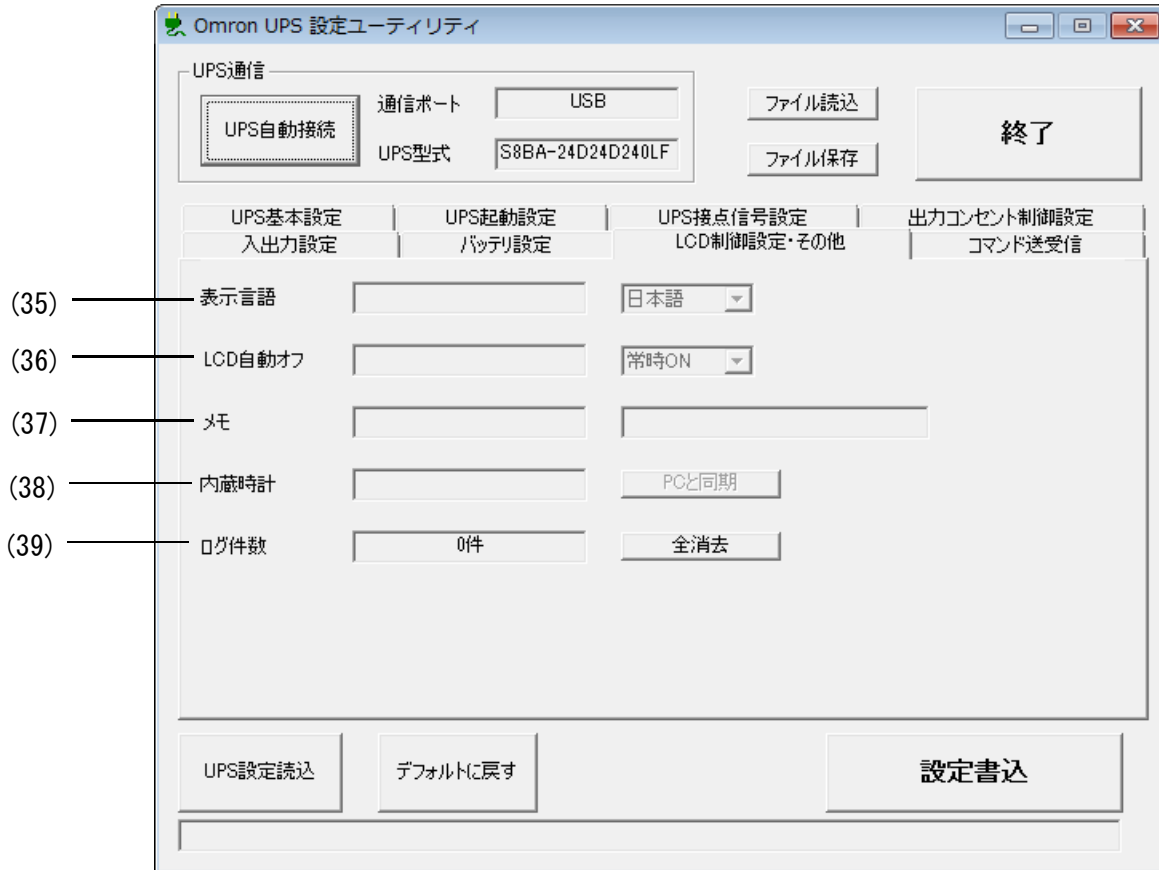 Omron UPS 設定ユーティリティ
UPS通信
UPS自動接続
通信ポート USB
UPS型式 S8BA-24D24D240LF
ファイル読込
ファイル保存
終了
UPS基本設定 UPS起動設定 UPS接点信号設定 出力コンセント制御設定
入出力設定 バッテリ設定 LCD制御設定・その他 コマンド送受信
(35) 表示言語 日本語
(36) LCD自動オフ 常時ON
(37) メモ
(38) 内蔵時計 PCと同期
(39) ログ件数 0件 全消去
UPS設定読込 デフォルトに戻す 設定書込